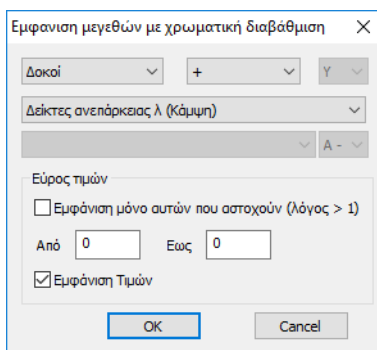 Εμφανιση μεγεθών με χρωματική διαβάθμιση
Δοκοί + Y
Δείκτες ανεπάρκειας λ (Κάμψη)
A -
Εύρος τιμών
Εμφάνιση μόνο αυτών που αστοχούν (λόγος > 1)
Από 0 Εως 0
Εμφάνιση Τιμών
OK Cancel